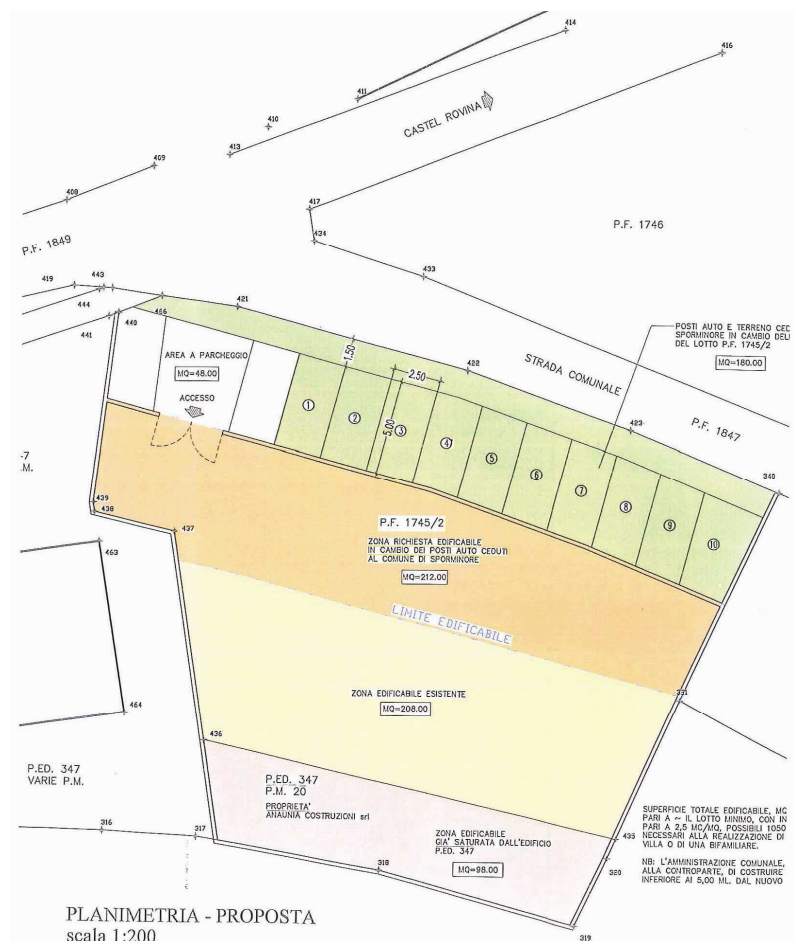 414
416
411
410
413
CASTEL ROVINA
409
408
417
P.F. 1746
424
P.F. 1849
433
419
443
421
444
440
466
441
POSTI AUTO E TERRENO CED
SPORMINORE IN CAMBIO DEL
DEL LOTTO P.F. 1745/2
MQ=180.00
AREA A PARCHEGGIO
MQ=48.00
ACCESSO
1.50
2.50
5.00
422
STRADA COMUNALE
423
P.F. 1847
340
1
2
3
4
5
6
7
8
9
10
-7
.M.
439
438
437
P.F. 1745/2
ZONA RICHIESTA EDIFICABILE
IN CAMBIO DEI POSTI AUTO CEDUTI
AL COMUNE DI SPORMINORE
MQ=212.00
463
LIMITE EDIFICABILE
331
ZONA EDIFICABILE ESISTENTE
MQ=208.00
464
436
P.ED. 347
VARIE P.M.
P.ED. 347
P.M. 20
PROPRIETA'
ANAUNIA COSTRUZIONI srl
ZONA EDIFICABILE
GIA' SATURATA DALL'EDIFICIO
P.ED. 347
MQ=98.00
SUPERFICIE TOTALE EDIFICABILE, MQ
PARI A ~ IL LOTTO MINIMO, CON IN
PARI A 2,5 MC/MQ, POSSIBILI 1050
NECESSARI ALLA REALIZZAZIONE DI
VILLA O DI UNA BIFAMILIARE.
NB: L'AMMINISTRAZIONE COMUNALE,
ALLA CONTROPARTE, DI COSTRUIRE
INFERIORE AI 5,00 ML. DAL NUOVO
316
317
318
435
320
319
PLANIMETRIA - PROPOSTA
scala 1:200